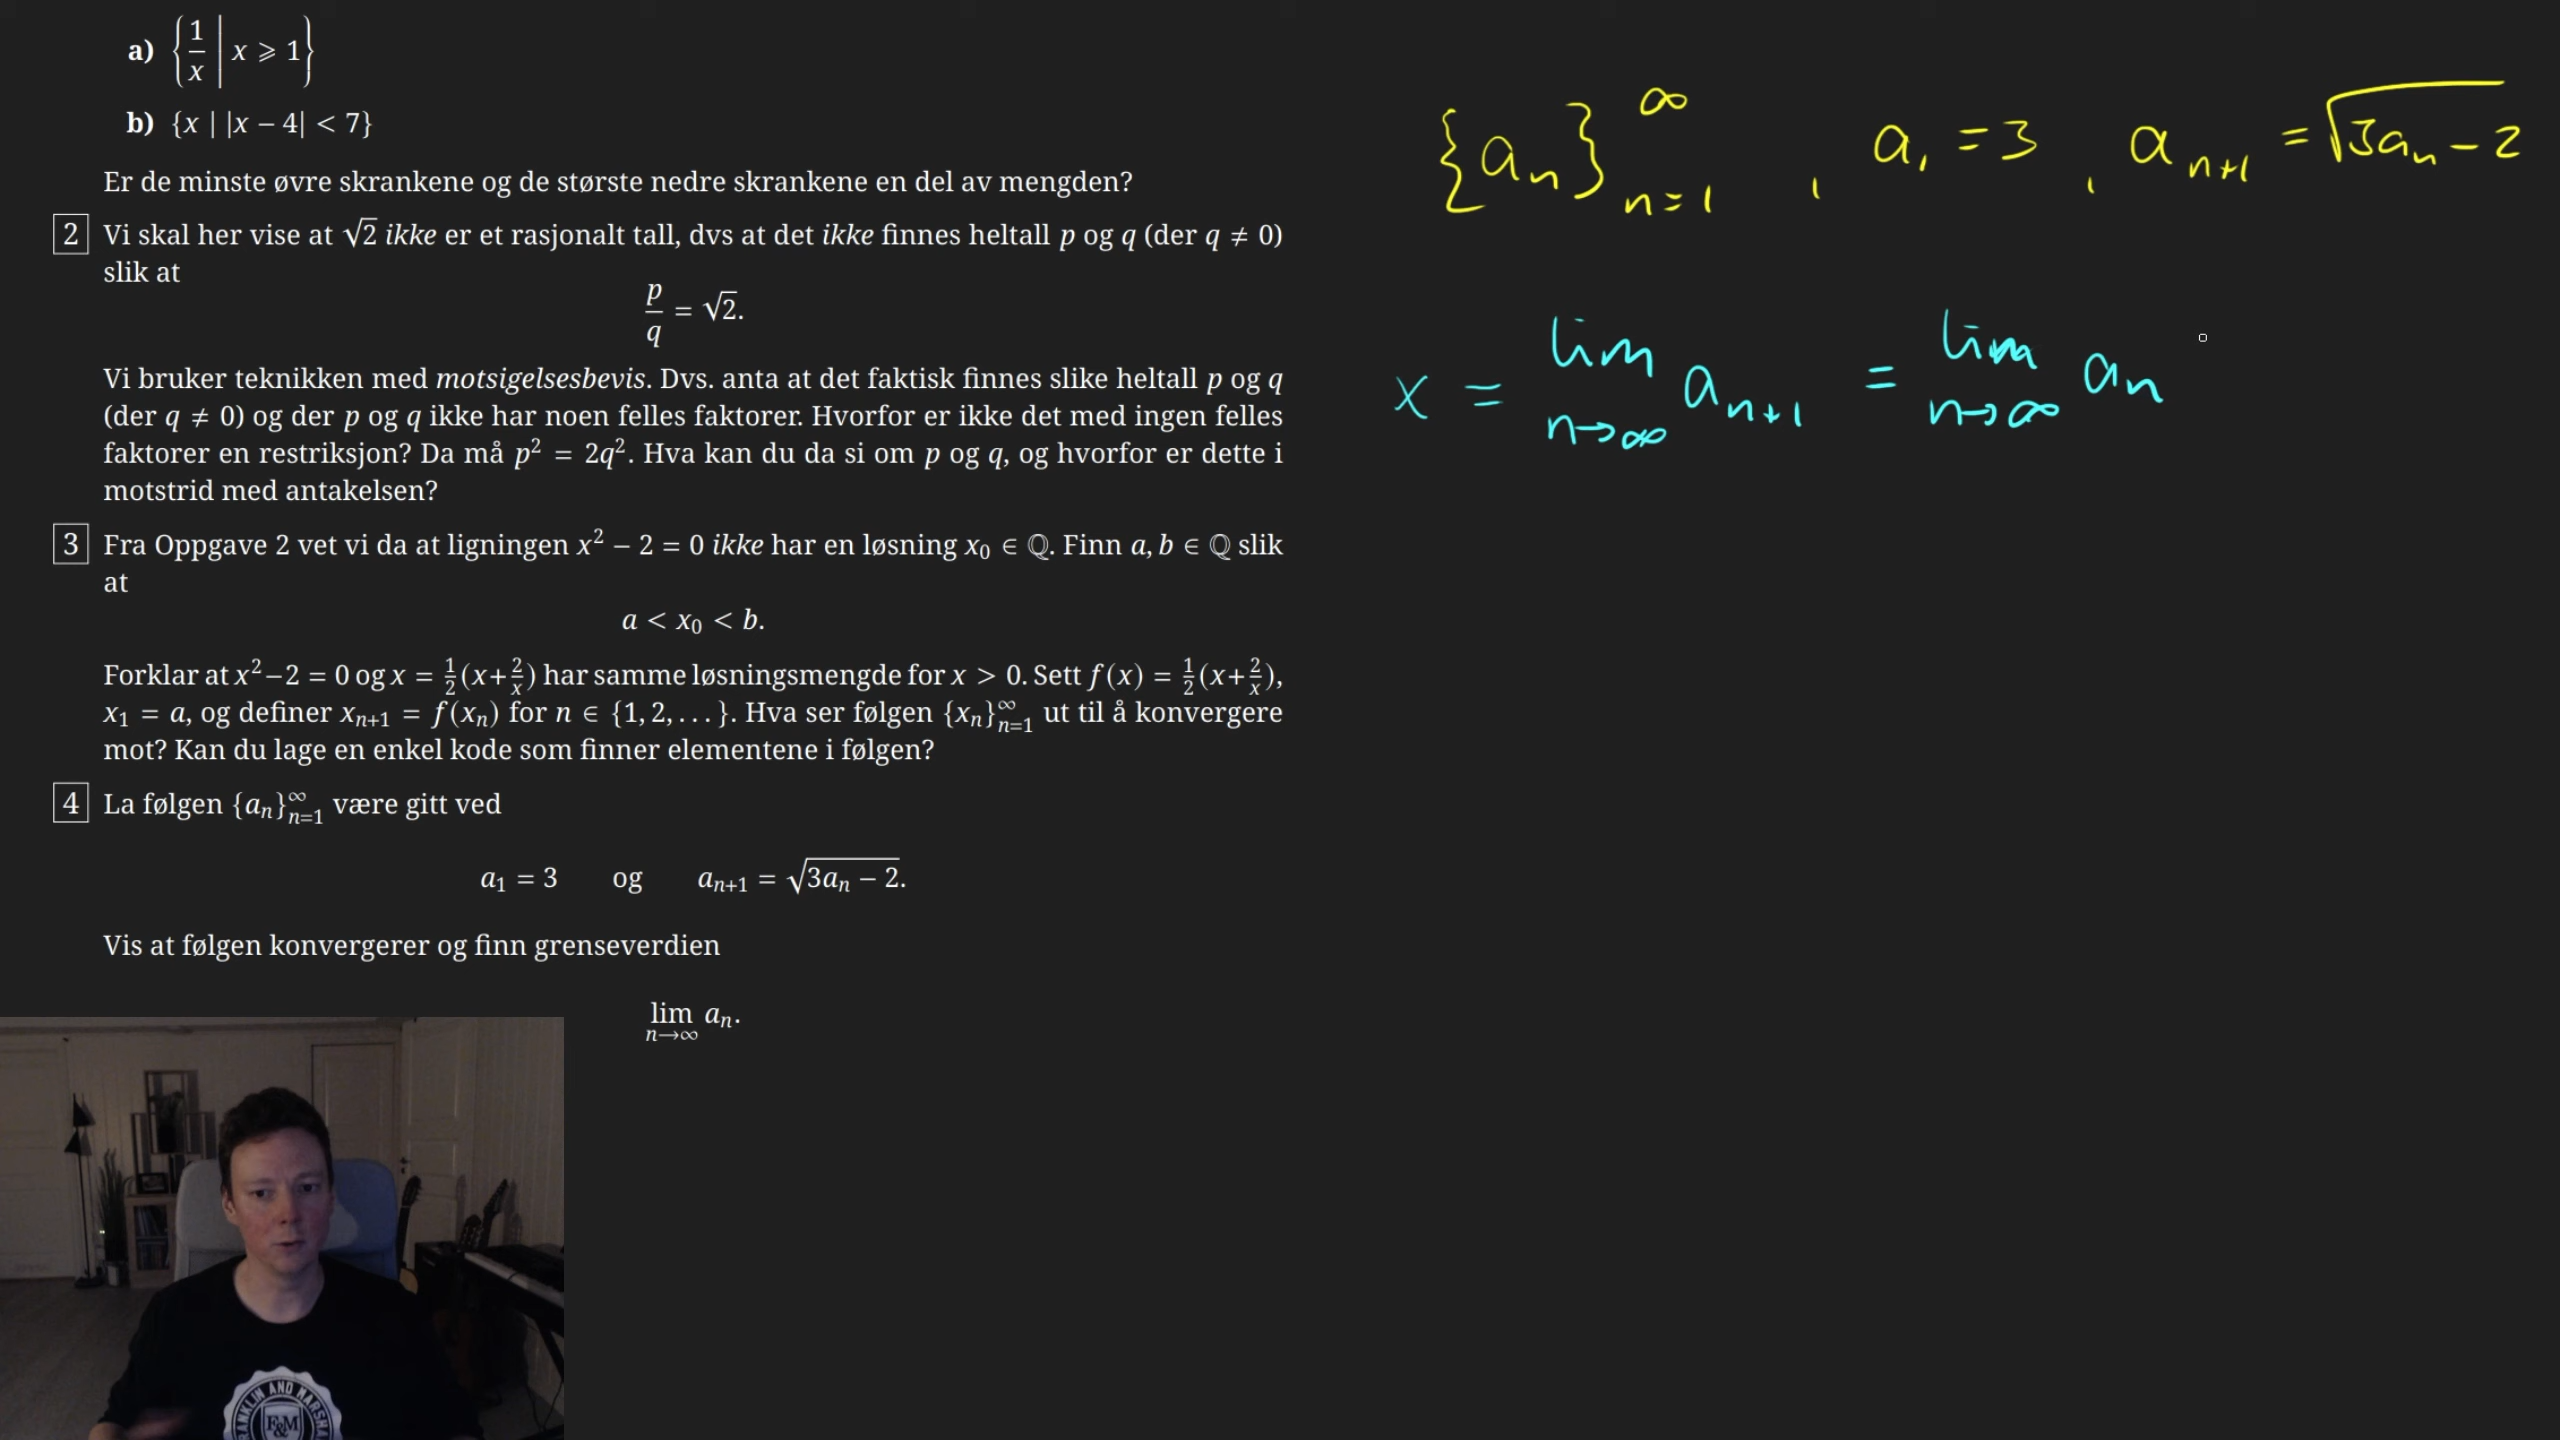 a) {1/x | x ⩾ 1}
b) {x | |x − 4| < 7}
Er de minste øvre skrankene og de største nedre skrankene en del av mengden?
2 Vi skal her vise at √2 ikke er et rasjonalt tall, dvs at det ikke finnes heltall p og q (der q ≠ 0)
slik at
p/q = √2.
Vi bruker teknikken med motsigelsesbevis. Dvs. anta at det faktisk finnes slike heltall p og q
(der q ≠ 0) og der p og q ikke har noen felles faktorer. Hvorfor er ikke det med ingen felles
faktorer en restriksjon? Da må p² = 2q². Hva kan du da si om p og q, og hvorfor er dette i
motstrid med antakelsen?
3 Fra Oppgave 2 vet vi da at ligningen x² − 2 = 0 ikke har en løsning x₀ ∈ ℚ. Finn a, b ∈ ℚ slik
at
a < x₀ < b.
Forklar at x² − 2 = 0 og x = ½(x + 2/x) har samme løsningsmengde for x > 0. Sett f(x) = ½(x + 2/x),
x₁ = a, og definer xₙ₊₁ = f(xₙ) for n ∈ {1, 2, . . . }. Hva ser følgen {xₙ}∞ₙ₌₁ ut til å konvergere
mot? Kan du lage en enkel kode som finner elementene i følgen?
4 La følgen {aₙ}∞ₙ₌₁ være gitt ved
a₁ = 3 og aₙ₊₁ = √(3aₙ − 2).
Vis at følgen konvergerer og finn grenseverdien
lim n→∞ aₙ.
{aₙ}∞ₙ₌₁ , a₁ = 3 , aₙ₊₁ = √(3aₙ − 2)
x = lim n→∞ aₙ₊₁ = lim n→∞ aₙ
FRANKLIN AND MARSHA
F&M